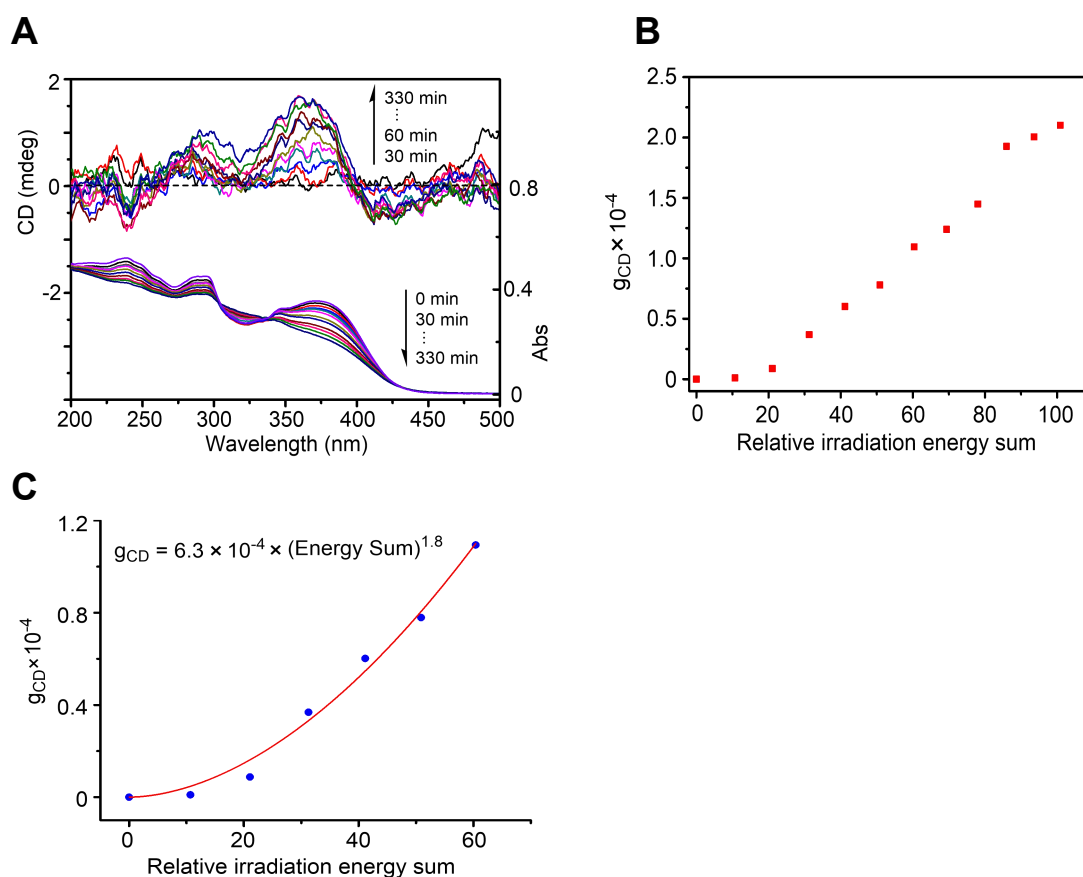 A
CD (mdeg)
2
0
-2
330 min
⋮
60 min
30 min
0.8
0.4
0
Abs
0 min
30 min
⋮
330 min
200 250 300 350 400 450 500
Wavelength (nm)
B
g_CD × 10⁻⁴
2.5
2.0
1.5
1.0
0.5
0
0 20 40 60 80 100
Relative irradiation energy sum
C
g_CD × 10⁻⁴
1.2
0.8
0.4
0
g_CD = 6.3 × 10⁻⁴ × (Energy Sum)¹·⁸
0 20 40 60
Relative irradiation energy sum